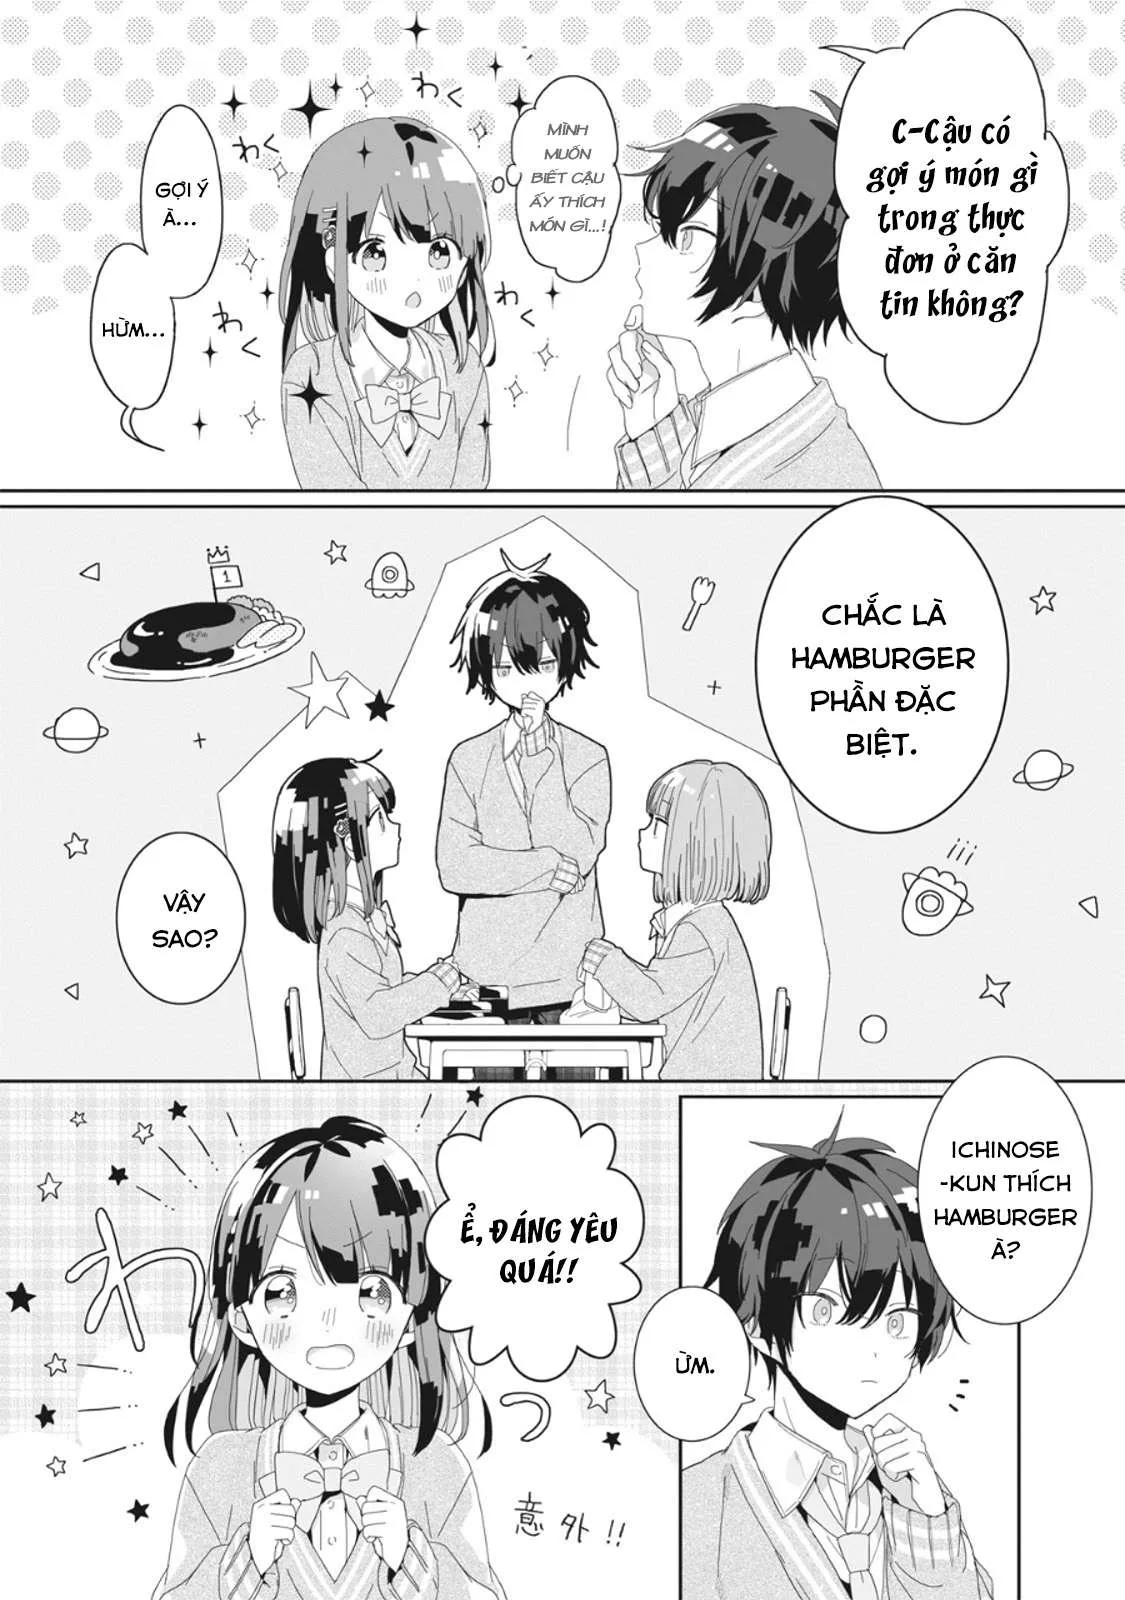 C-Cậu có
gợi ý món gì
trong thực
đơn ở căn
tin không?
MÌNH
MUỐN
BIẾT CẬU
ẤY THÍCH
MÓN GÌ...!
わく
わく
わく
GỢI Ý
À...
HỪM...
CHẮC LÀ
HAMBURGER
PHẦN ĐẶC
BIỆT.
1
VẬY
SAO?
ICHINOSE
-KUN THÍCH
HAMBURGER
À?
ỪM.
Ể, ĐÁNG YÊU
QUÁ!!
わっ
意外!!